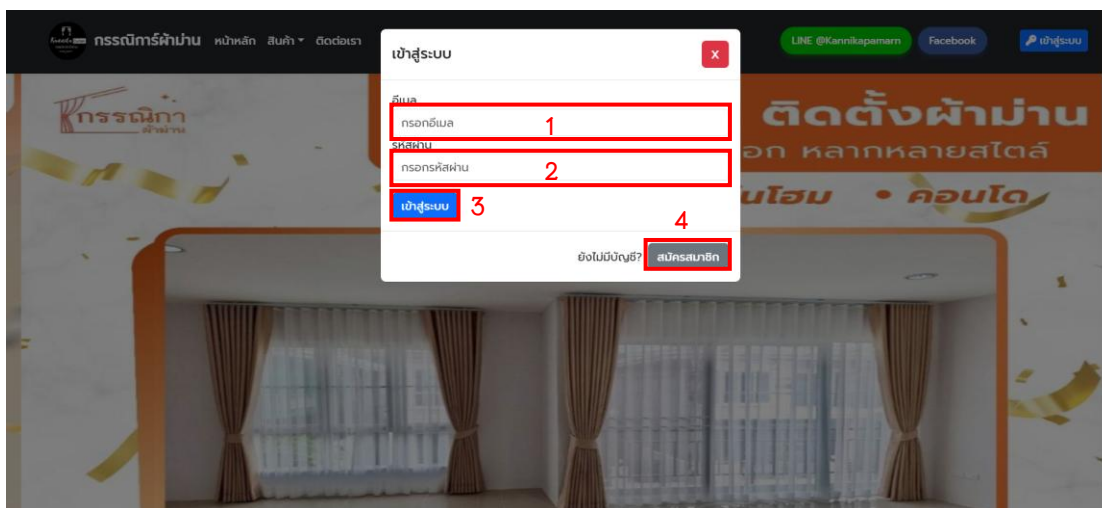 กรรณิการ์ผ้าม่าน หน้าหลัก สินค้า ติดต่อเรา
LINE @Kannikapamarn Facebook เข้าสู่ระบบ
เข้าสู่ระบบ X
อีเมล
กรอกอีเมล 1
รหัสผ่าน
กรอกรหัสผ่าน 2
เข้าสู่ระบบ 3
4
ยังไม่มีบัญชี? สมัครสมาชิก
กรรณิกา
ผ้าม่าน
ติดตั้งผ้าม่าน
อก หลากหลายสไตล์
โฮม • คอนโด